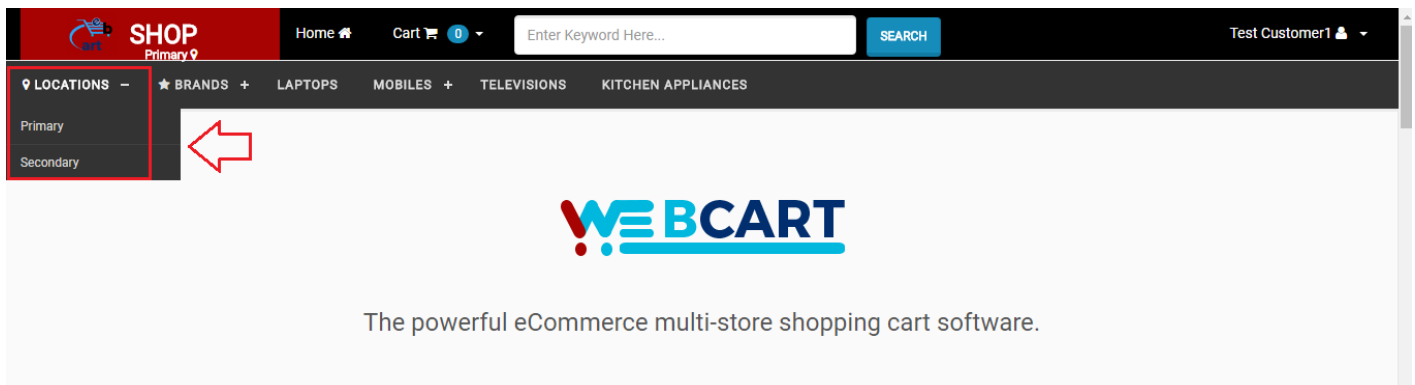 b
art
SHOP
Primary
Home
Cart 0
Enter Keyword Here...
SEARCH
Test Customer1
LOCATIONS −
BRANDS +
LAPTOPS
MOBILES +
TELEVISIONS
KITCHEN APPLIANCES
Primary
Secondary
WEBCART
The powerful eCommerce multi-store shopping cart software.